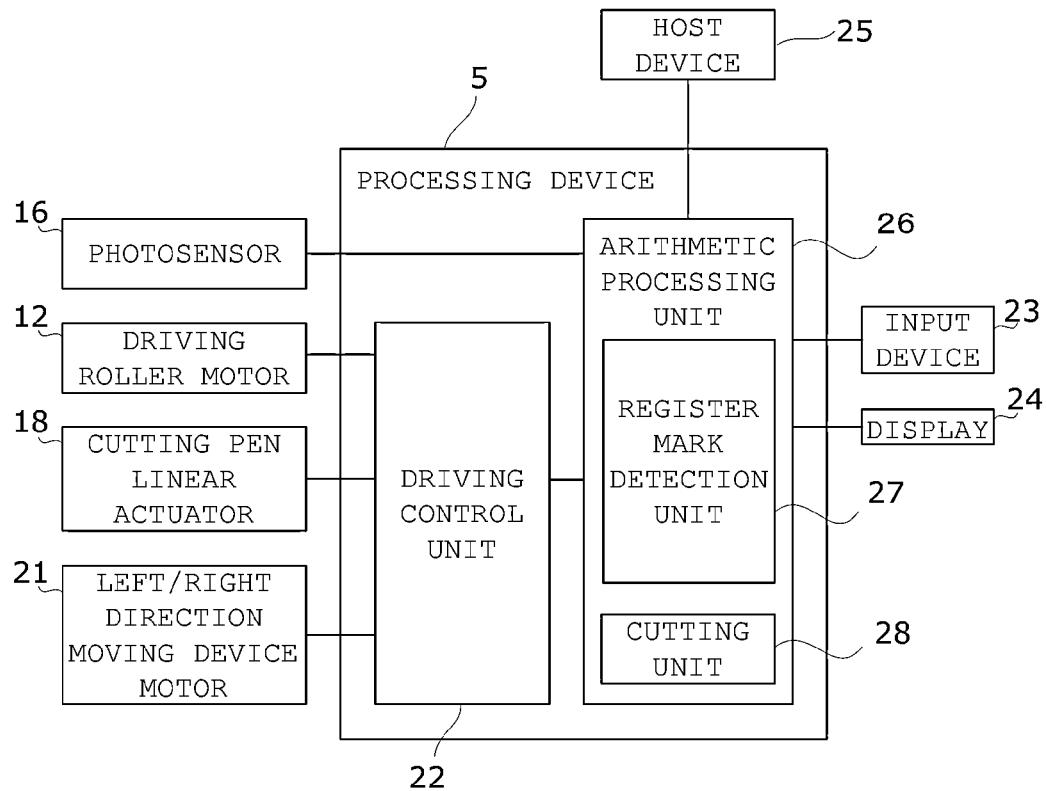 HOST
DEVICE
25
5
PROCESSING DEVICE
16
PHOTOSENSOR
ARITHMETIC
PROCESSING
UNIT
26
12
DRIVING
ROLLER MOTOR
INPUT
DEVICE
23
18
CUTTING PEN
LINEAR
ACTUATOR
DRIVING
CONTROL
UNIT
REGISTER
MARK
DETECTION
UNIT
27
DISPLAY
24
21
LEFT/RIGHT
DIRECTION
MOVING DEVICE
MOTOR
CUTTING
UNIT
28
22